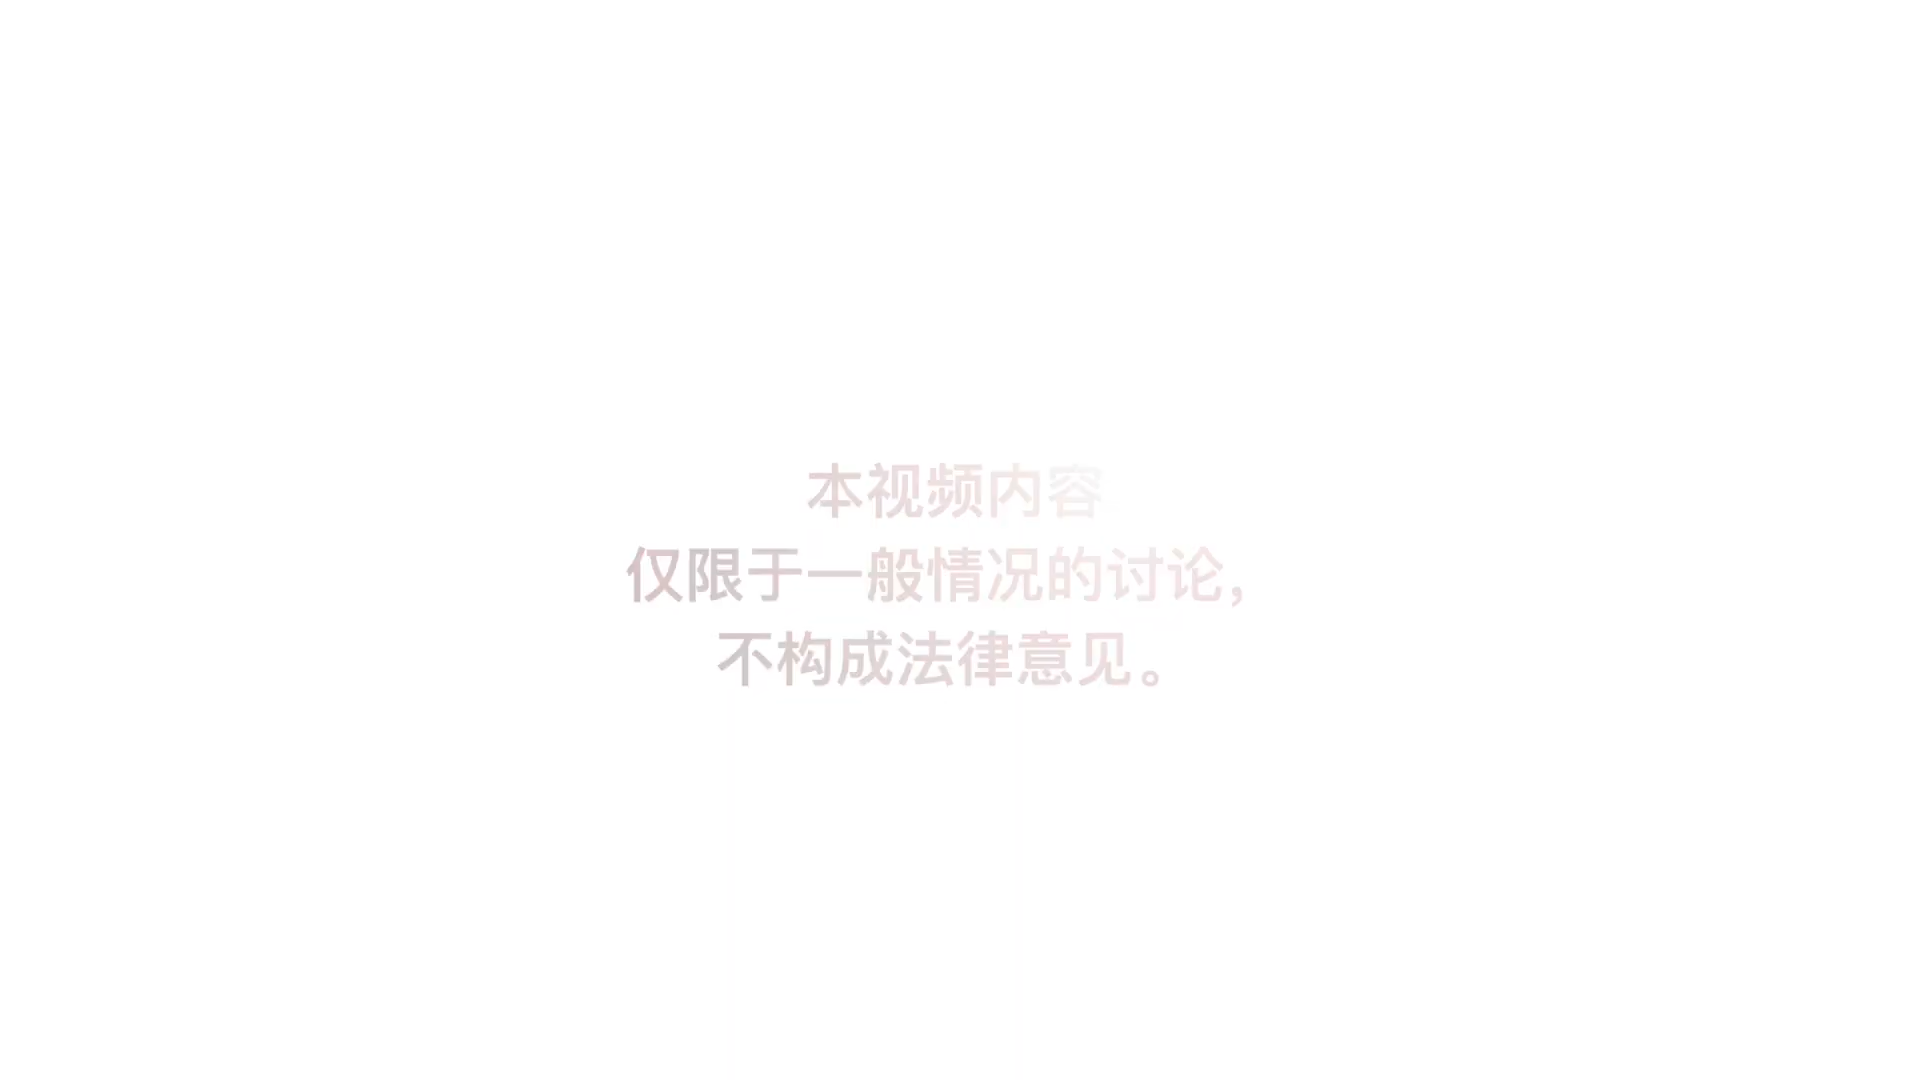 本视频内容
仅限于一般情况的讨论，
不构成法律意见。